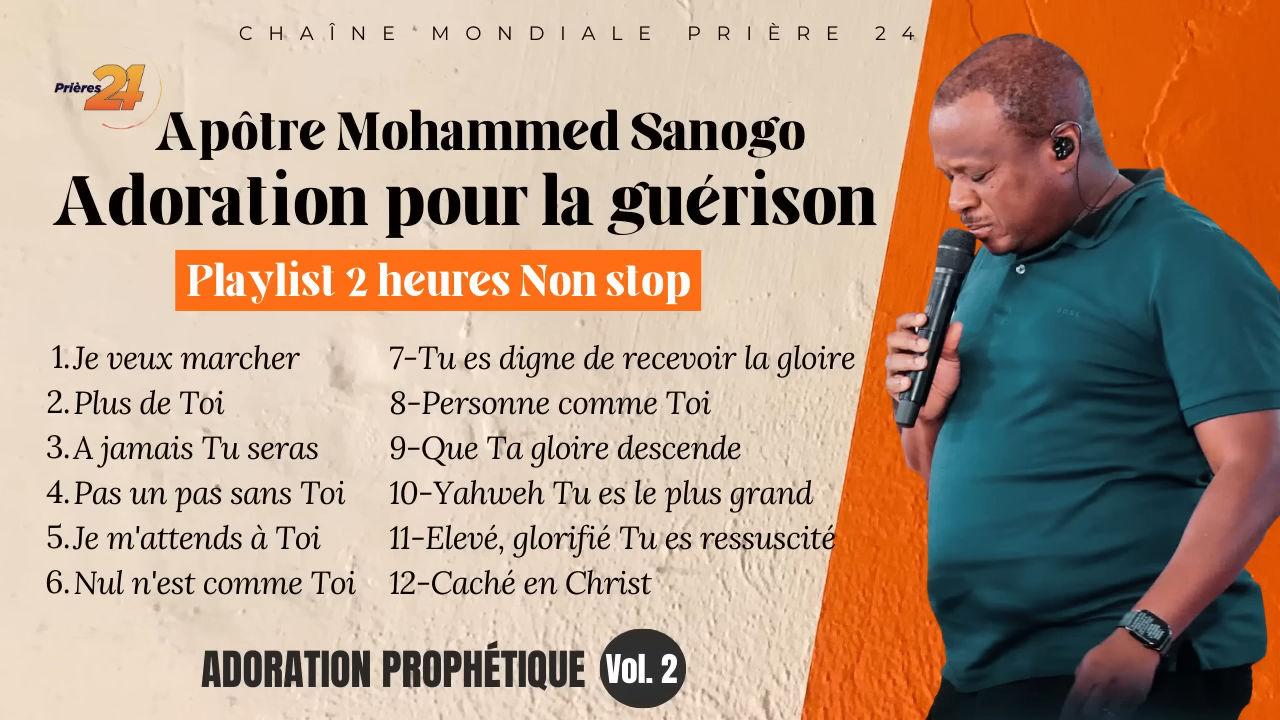 CHAÎNE MONDIALE PRIÈRE 24
Prières 24
Apôtre Mohammed Sanogo
Adoration pour la guérison
Playlist 2 heures Non stop
1. Je veux marcher
2. Plus de Toi
3. A jamais Tu seras
4. Pas un pas sans Toi
5. Je m'attends à Toi
6. Nul n'est comme Toi
7-Tu es digne de recevoir la gloire
8-Personne comme Toi
9-Que Ta gloire descende
10-Yahweh Tu es le plus grand
11-Elevé, glorifié Tu es ressuscité
12-Caché en Christ
ADORATION PROPHÉTIQUE Vol. 2